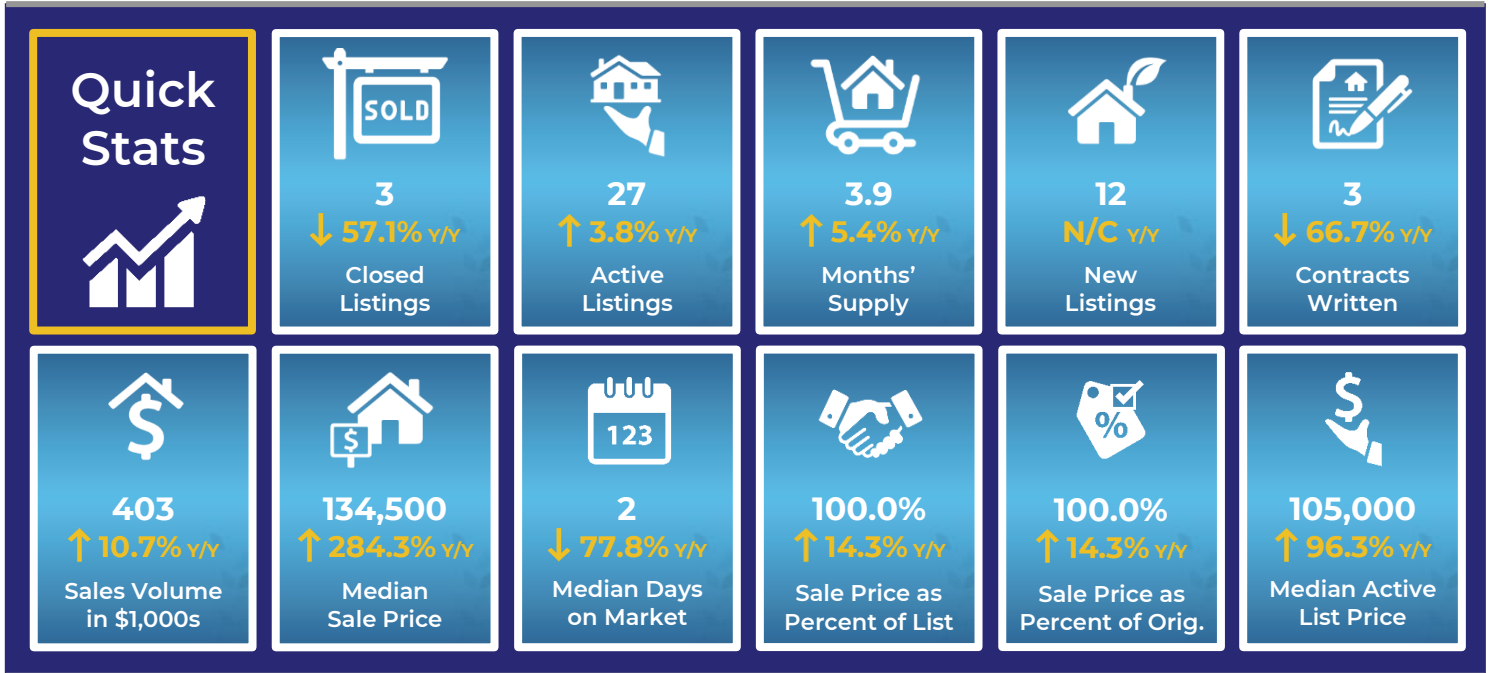 Quick
Stats
SOLD
3
↓ 57.1% Y/Y
Closed
Listings
27
↑ 3.8% Y/Y
Active
Listings
3.9
↑ 5.4% Y/Y
Months’
Supply
12
N/C Y/Y
New
Listings
3
↓ 66.7% Y/Y
Contracts
Written
$
403
↑ 10.7% Y/Y
Sales Volume
in $1,000s
$
134,500
↑ 284.3% Y/Y
Median
Sale Price
123
2
↓ 77.8% Y/Y
Median Days
on Market
100.0%
↑ 14.3% Y/Y
Sale Price as
Percent of List
%
100.0%
↑ 14.3% Y/Y
Sale Price as
Percent of Orig.
$
105,000
↑ 96.3% Y/Y
Median Active
List Price